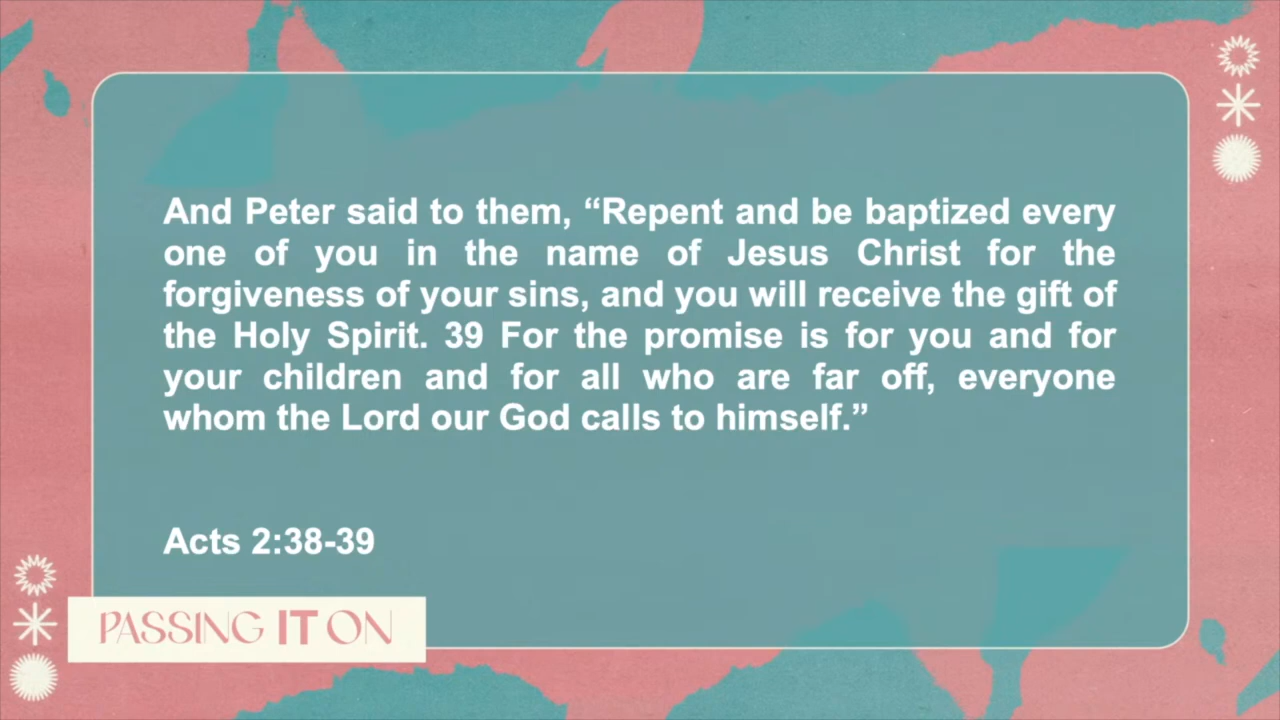 And Peter said to them, “Repent and be baptized every
one of you in the name of Jesus Christ for the
forgiveness of your sins, and you will receive the gift of
the Holy Spirit. 39 For the promise is for you and for
your children and for all who are far off, everyone
whom the Lord our God calls to himself.”
Acts 2:38-39
PASSING IT ON